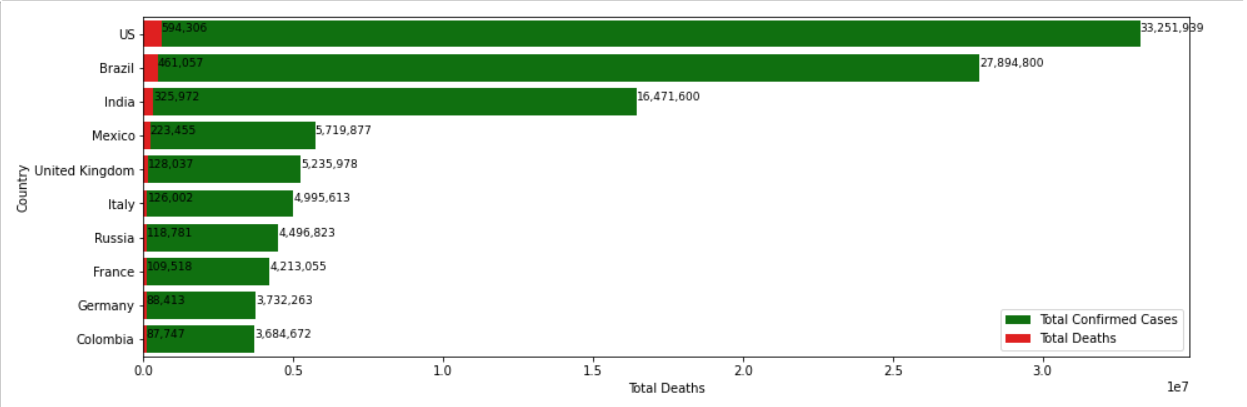 US 594,306 33,251,939
Brazil 461,057 27,894,800
India 325,972 16,471,600
Mexico 223,455 5,719,877
United Kingdom 128,037 5,235,978
Italy 126,002 4,995,613
Russia 118,781 4,496,823
France 109,518 4,213,055
Germany 88,413 3,732,263
Colombia 87,747 3,684,672
Country
Total Confirmed Cases
Total Deaths
0.0 0.5 1.0 1.5 2.0 2.5 3.0
Total Deaths
1e7